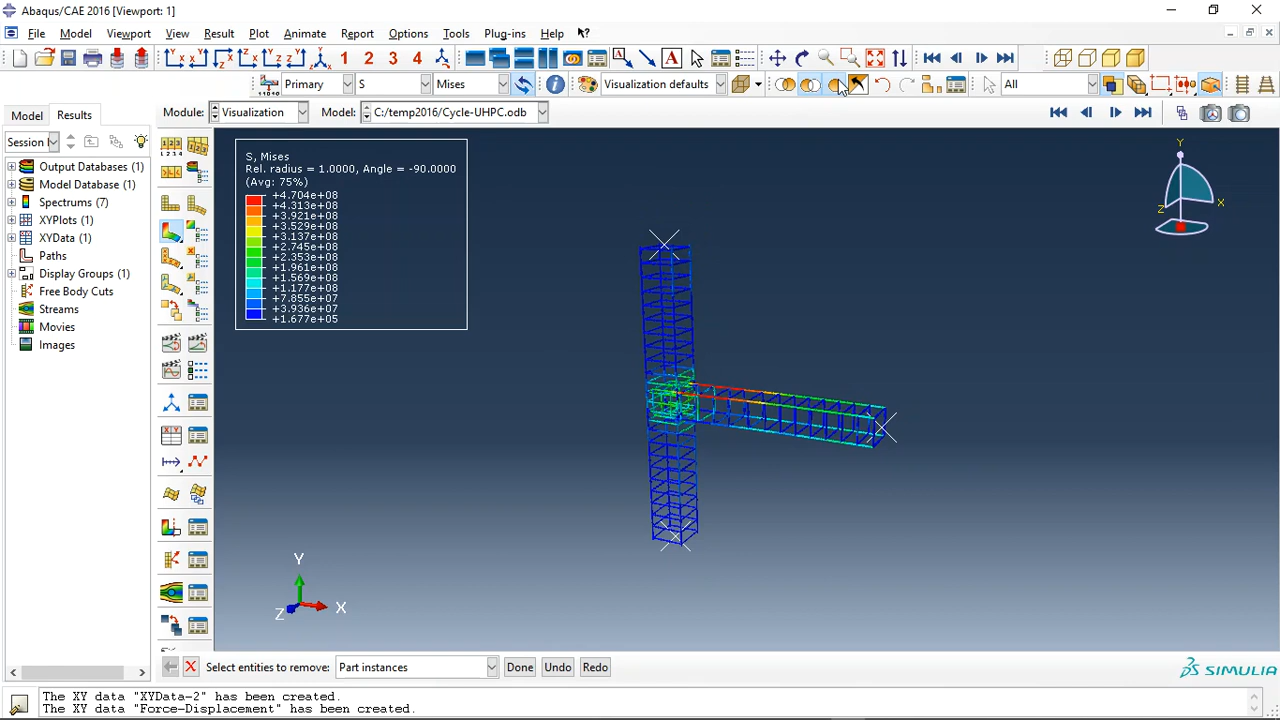 Abaqus/CAE 2016 [Viewport: 1]
File Model Viewport View Result Plot Animate Report Options Tools Plug-ins Help
1 2 3 4 A
Primary S Mises Visualization defaults All
Model Results Module: Visualization Model: C:/temp2016/Cycle-UHPC.odb
Session
Output Databases (1)
Model Database (1)
Spectrums (7)
XYPlots (1)
XYData (1)
Paths
Display Groups (1)
Free Body Cuts
Streams
Movies
Images
S, Mises
Rel. radius = 1.0000, Angle = -90.0000
(Avg: 75%)
+4.704e+08
+4.313e+08
+3.921e+08
+3.529e+08
+3.137e+08
+2.745e+08
+2.353e+08
+1.961e+08
+1.569e+08
+1.177e+08
+7.855e+07
+3.936e+07
+1.677e+05
Y
Z X
Y
X
Z
Select entities to remove: Part instances Done Undo Redo
SIMULIA
The XY data "XYData-2" has been created.
The XY data "Force-Displacement" has been created.